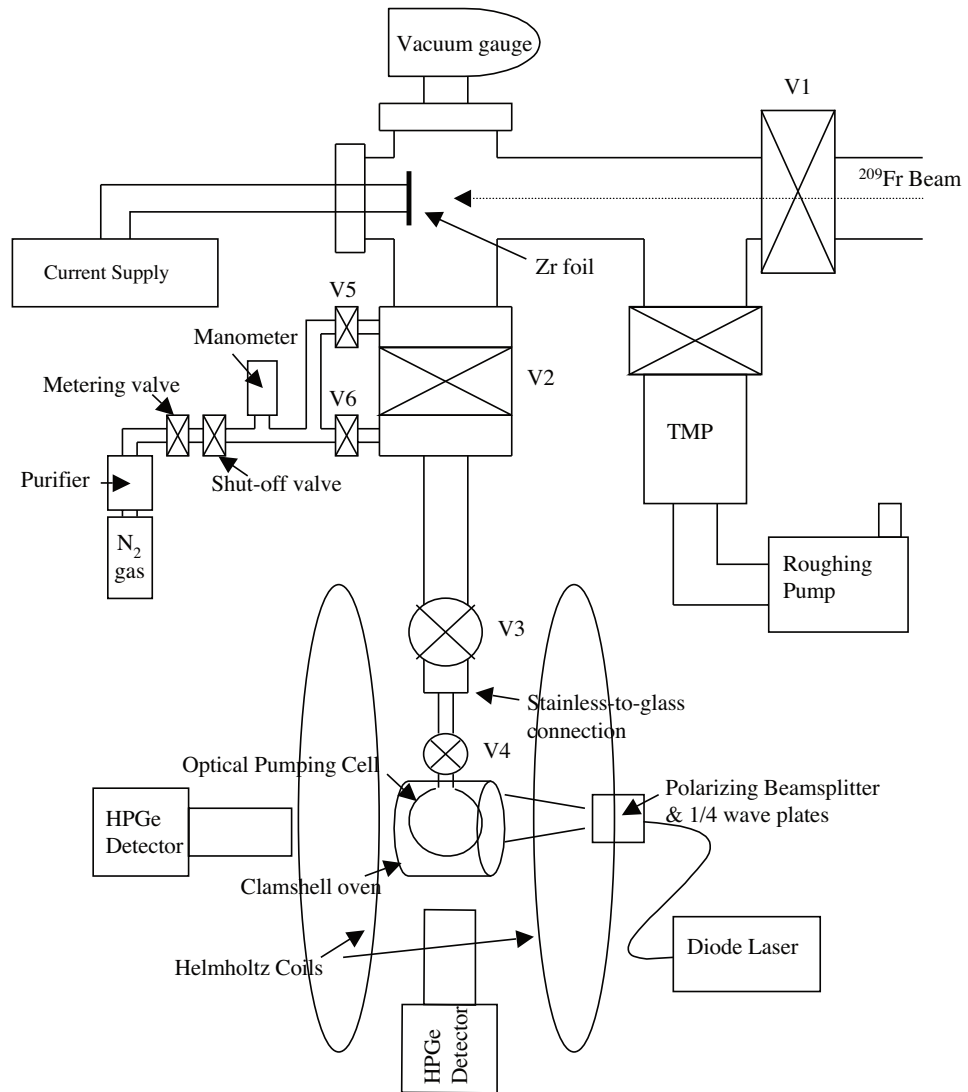 Vacuum gauge
V1
²⁰⁹Fr Beam
Zr foil
Current Supply
V5
Manometer
V2
Metering valve
V6
TMP
Purifier
Shut-off valve
N₂
gas
Roughing
Pump
V3
Stainless-to-glass
connection
V4
Optical Pumping Cell
Polarizing Beamsplitter
& 1/4 wave plates
HPGe
Detector
Clamshell oven
Diode Laser
Helmholtz Coils
HPGe
Detector